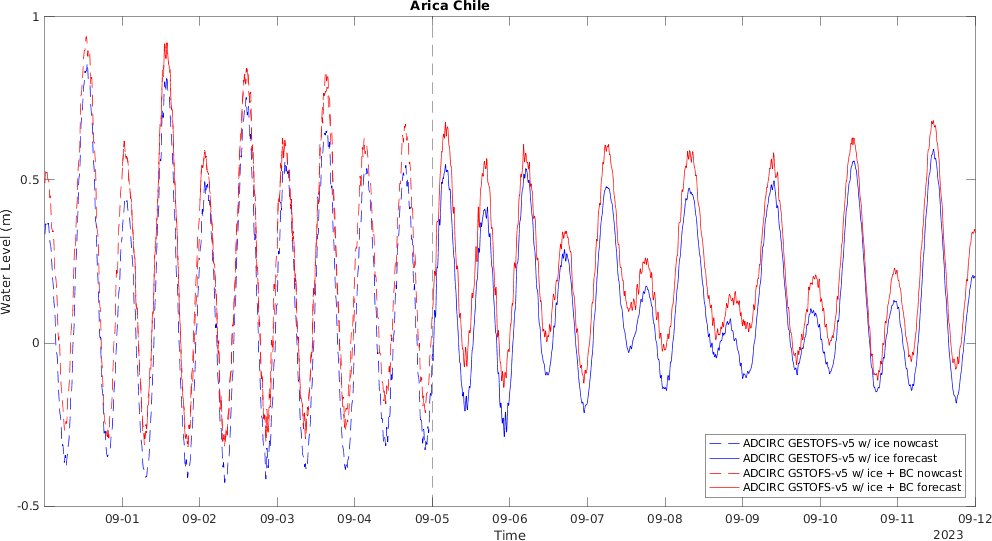 Arica Chile
Water Level (m)
1
0.5
0
-0.5
09-01 09-02 09-03 09-04 09-05 09-06 09-07 09-08 09-09 09-10 09-11 09-12
Time
2023
ADCIRC GESTOFS-v5 w/ ice nowcast
ADCIRC GESTOFS-v5 w/ ice forecast
ADCIRC GSTOFS-v5 w/ ice + BC nowcast
ADCIRC GSTOFS-v5 w/ ice + BC forecast